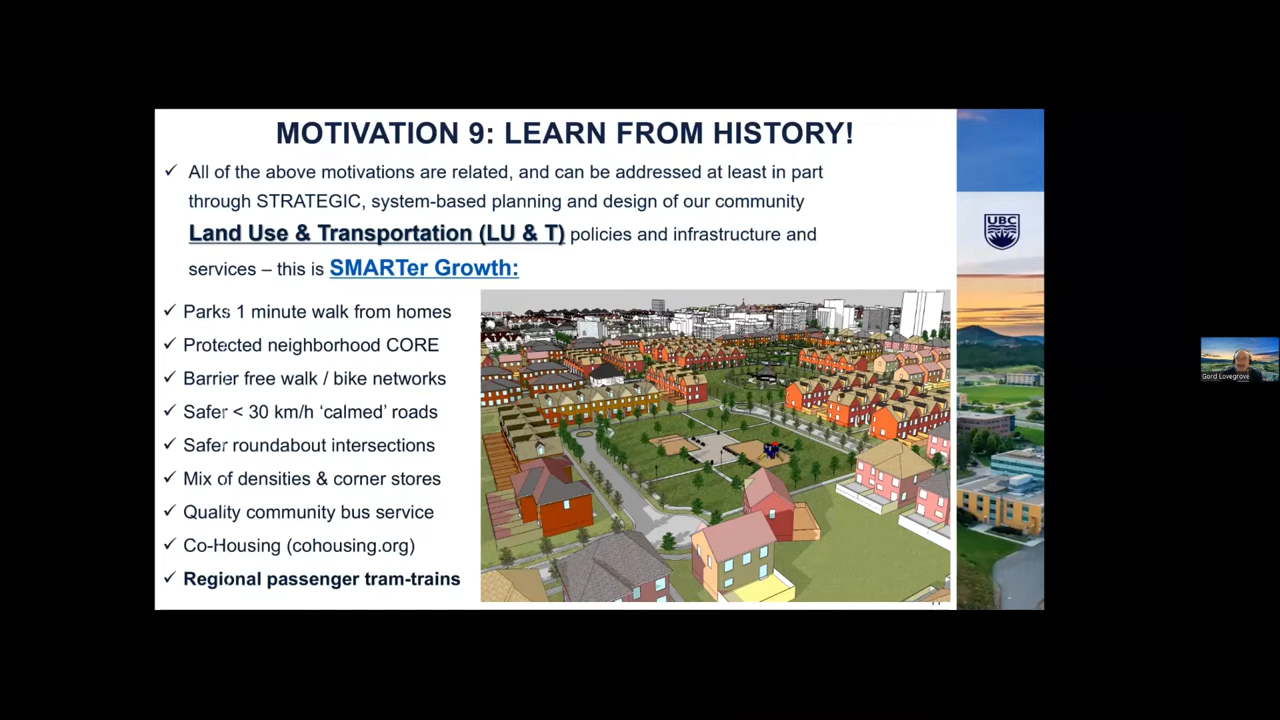 MOTIVATION 9: LEARN FROM HISTORY!
✓ All of the above motivations are related, and can be addressed at least in part
through STRATEGIC, system-based planning and design of our community
Land Use & Transportation (LU & T) policies and infrastructure and
services – this is SMARTer Growth:
✓ Parks 1 minute walk from homes
✓ Protected neighborhood CORE
✓ Barrier free walk / bike networks
✓ Safer < 30 km/h ‘calmed’ roads
✓ Safer roundabout intersections
✓ Mix of densities & corner stores
✓ Quality community bus service
✓ Co-Housing (cohousing.org)
✓ Regional passenger tram-trains
UBC
Gord Lovegrove